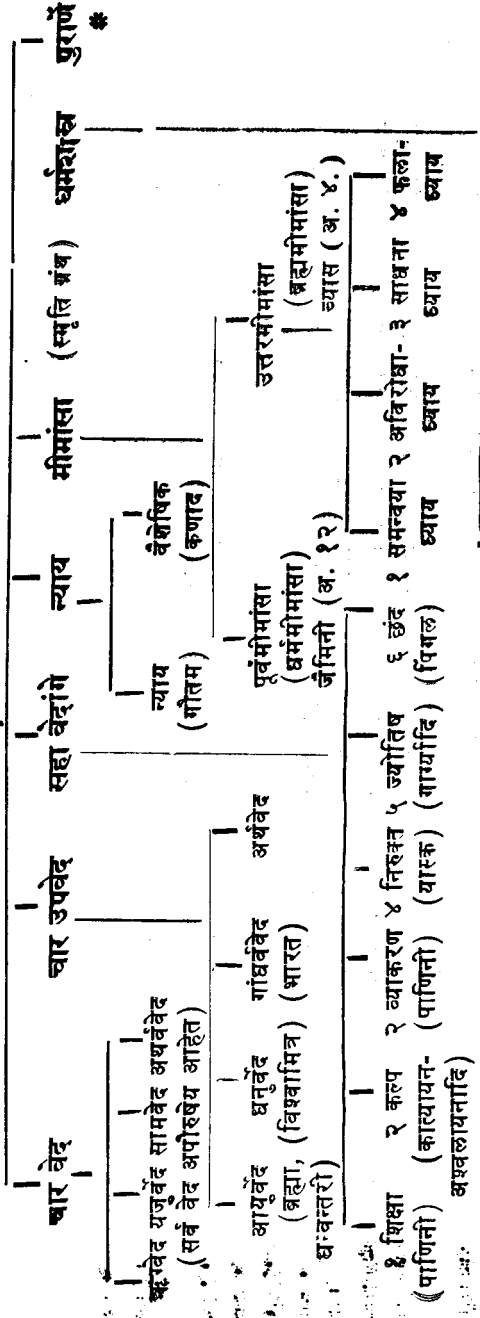 चार वेद चार उपवेद सहा वेदांगे न्याय मीमांसा (स्मृति ग्रंथ) धर्मशास्त्र पुराणें
*
ऋग्वेद यजुर्वेद सामवेद अथर्ववेद
(सर्व वेद अपौरुषेय आहेत)
न्याय वैशेषिक
(गौतम) (कणाद)
आयुर्वेद धनुर्वेद गांधर्ववेद अर्थवेद
(ब्रह्मा, (विश्वामित्र) (भारत)
धन्वन्तरी)
पूर्वमीमांसा उत्तरमीमांसा
(धर्ममीमांसा) (ब्रह्ममीमांसा)
जैमिनी (अ. १२) व्यास (अ. ४.)
१ शिक्षा २ कल्प २ व्याकरण ४ निरुक्त ५ ज्योतिष ६ छंद १ समन्वया २ अविरोधा- ३ साधना ४ फला-
(पाणिनी) (कात्यायन- (पाणिनी) (यास्क) (गार्ग्यादि) (पिंगल) ध्याय ध्याय ध्याय ध्याय
अश्वलायनादि